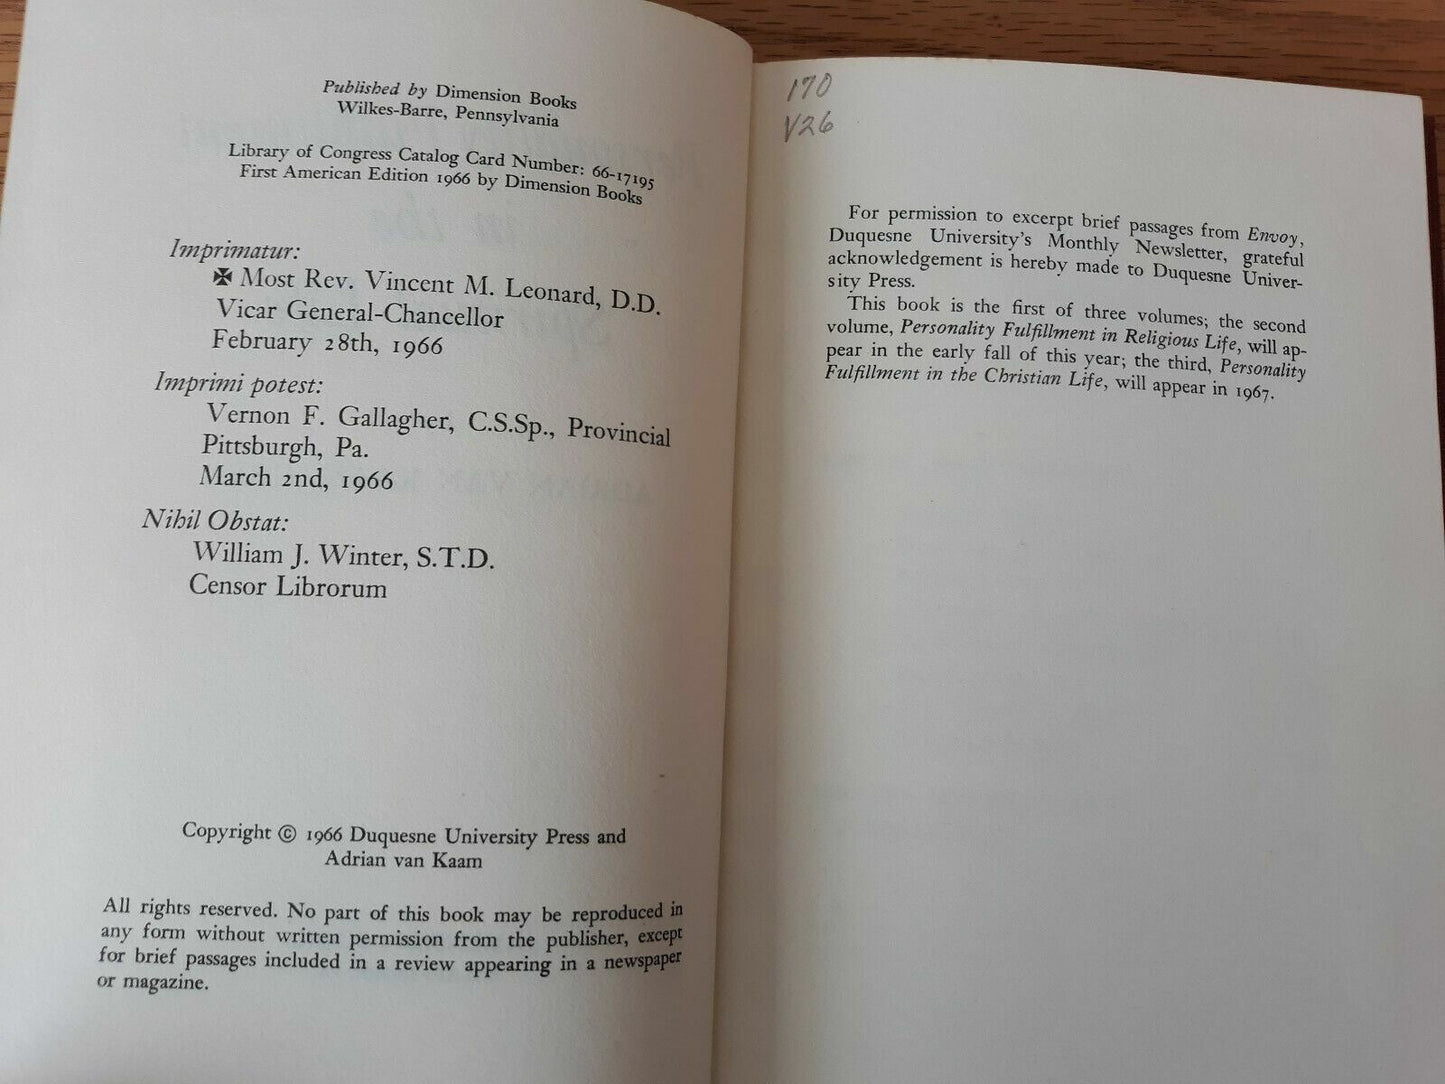 Published by Dimension Books
Wilkes-Barre, Pennsylvania
Library of Congress Catalog Card Number: 66-17195
First American Edition 1966 by Dimension Books
Imprimatur:
✠ Most Rev. Vincent M. Leonard, D.D.
Vicar General-Chancellor
February 28th, 1966
Imprimi potest:
Vernon F. Gallagher, C.S.Sp., Provincial
Pittsburgh, Pa.
March 2nd, 1966
Nihil Obstat:
William J. Winter, S.T.D.
Censor Librorum
Copyright © 1966 Duquesne University Press and
Adrian van Kaam
All rights reserved. No part of this book may be reproduced in
any form without written permission from the publisher, except
for brief passages included in a review appearing in a newspaper
or magazine.
170
V26
For permission to excerpt brief passages from Envoy,
Duquesne University's Monthly Newsletter, grateful
acknowledgement is hereby made to Duquesne Univer-
sity Press.
This book is the first of three volumes; the second
volume, Personality Fulfillment in Religious Life, will ap-
pear in the early fall of this year; the third, Personality
Fulfillment in the Christian Life, will appear in 1967.